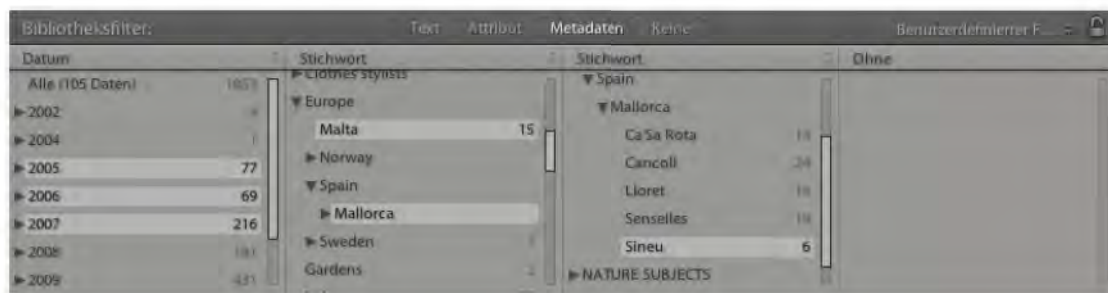 Bibliotheksfilter: Text Attribut Metadaten Keine Benutzerdefinierter F...
Datum Stichwort Stichwort Ohne
Alle (105 Daten)
2002
2004
2005 77
2006 69
2007 216
2008
2009
Clothes stylists
Europe
Malta 15
Norway
Spain
Mallorca
Sweden
Gardens
Spain
Mallorca
Ca Sa Rota
Cancoll 24
Lloret
Senselles
Sineu 6
NATURE SUBJECTS